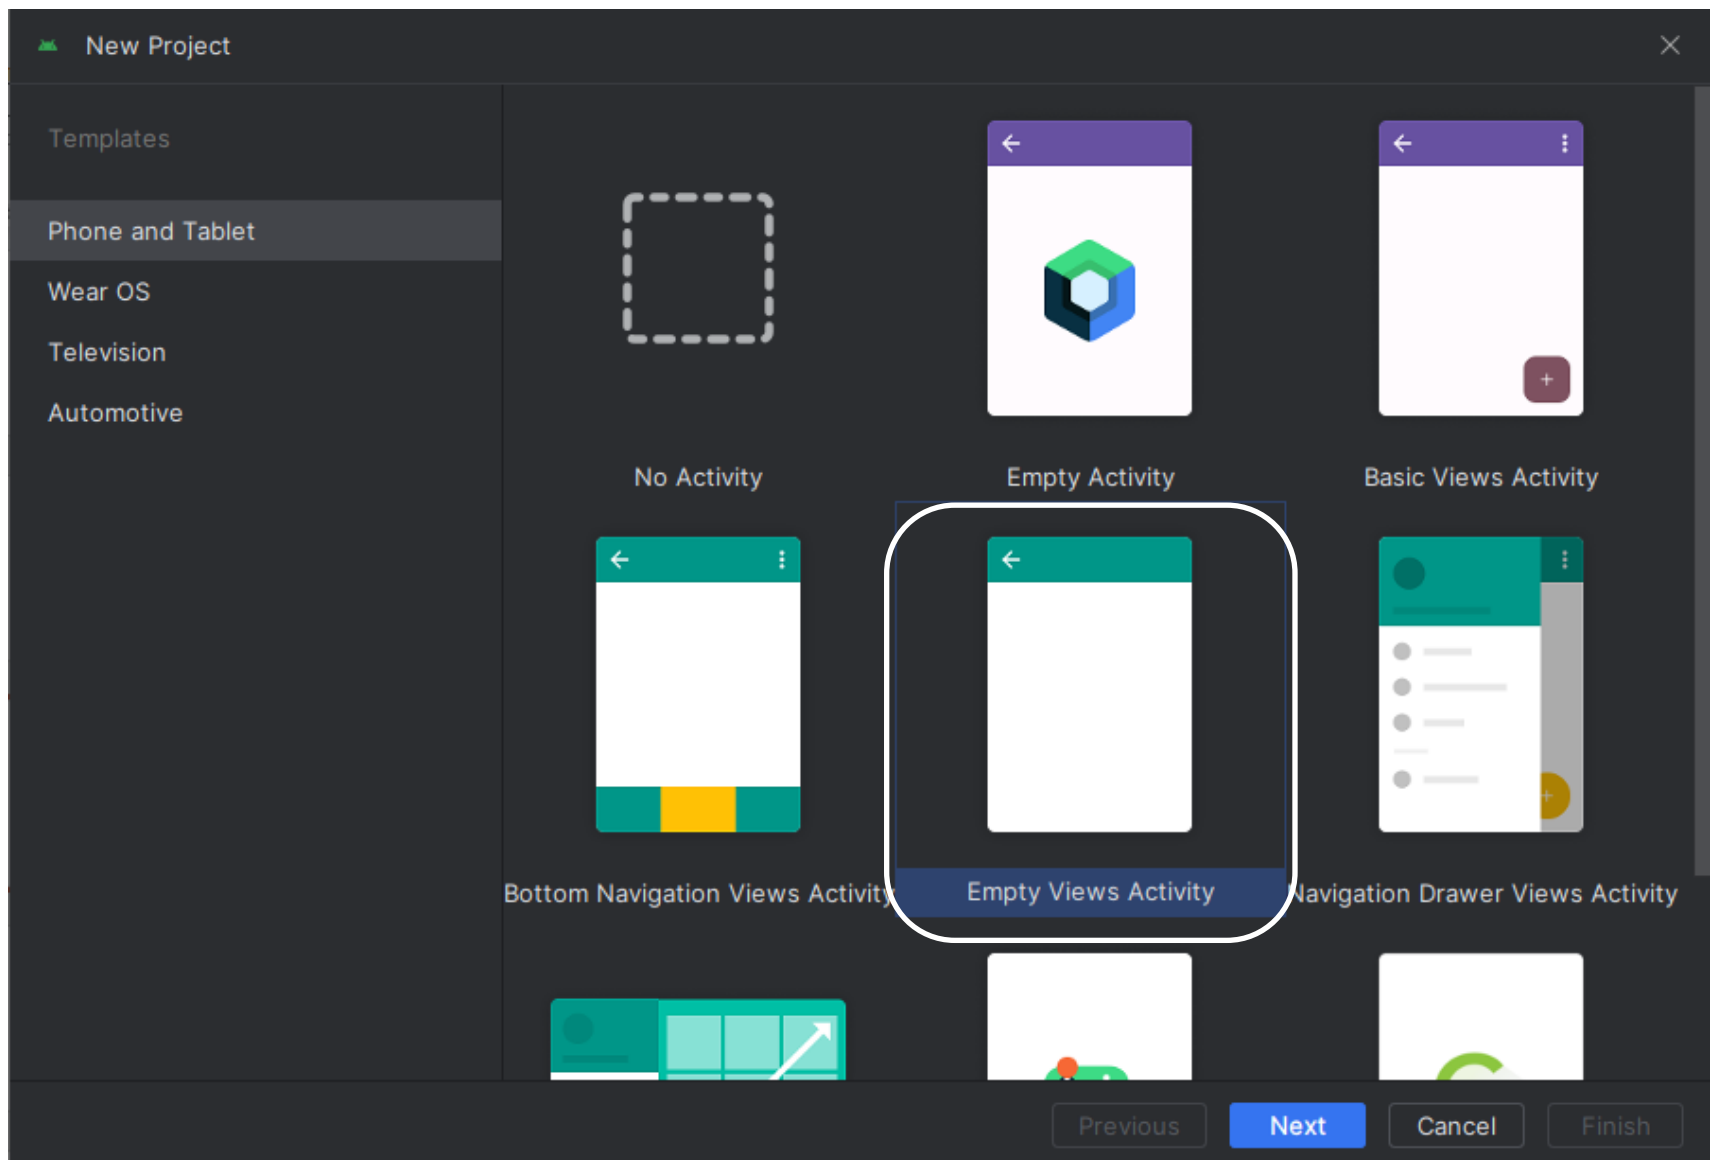 New Project
Templates
Phone and Tablet
Wear OS
Television
Automotive
No Activity
Empty Activity
Basic Views Activity
Bottom Navigation Views Activity
Empty Views Activity
Navigation Drawer Views Activity
Previous
Next
Cancel
Finish